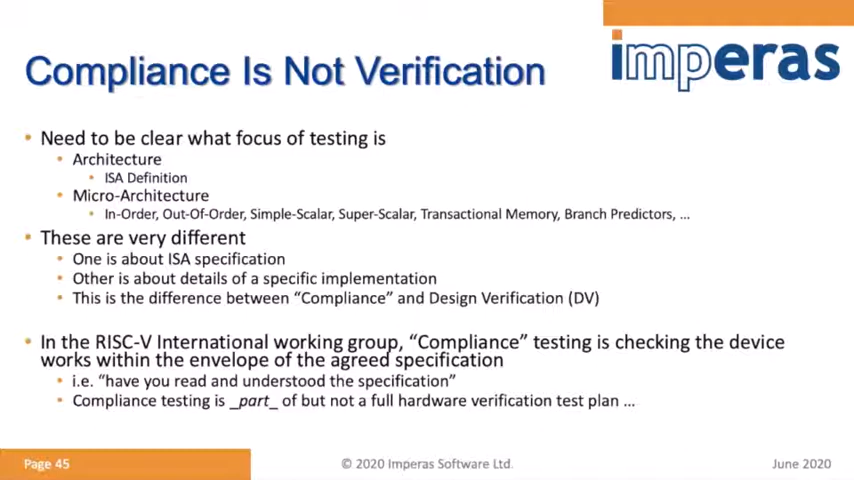 imperas
Compliance Is Not Verification
• Need to be clear what focus of testing is
• Architecture
• ISA Definition
• Micro-Architecture
• In-Order, Out-Of-Order, Simple-Scalar, Super-Scalar, Transactional Memory, Branch Predictors, ...
• These are very different
• One is about ISA specification
• Other is about details of a specific implementation
• This is the difference between “Compliance” and Design Verification (DV)
• In the RISC-V International working group, “Compliance” testing is checking the device
works within the envelope of the agreed specification
• i.e. “have you read and understood the specification”
• Compliance testing is _part_ of but not a full hardware verification test plan ...
Page 45
© 2020 Imperas Software Ltd.
June 2020